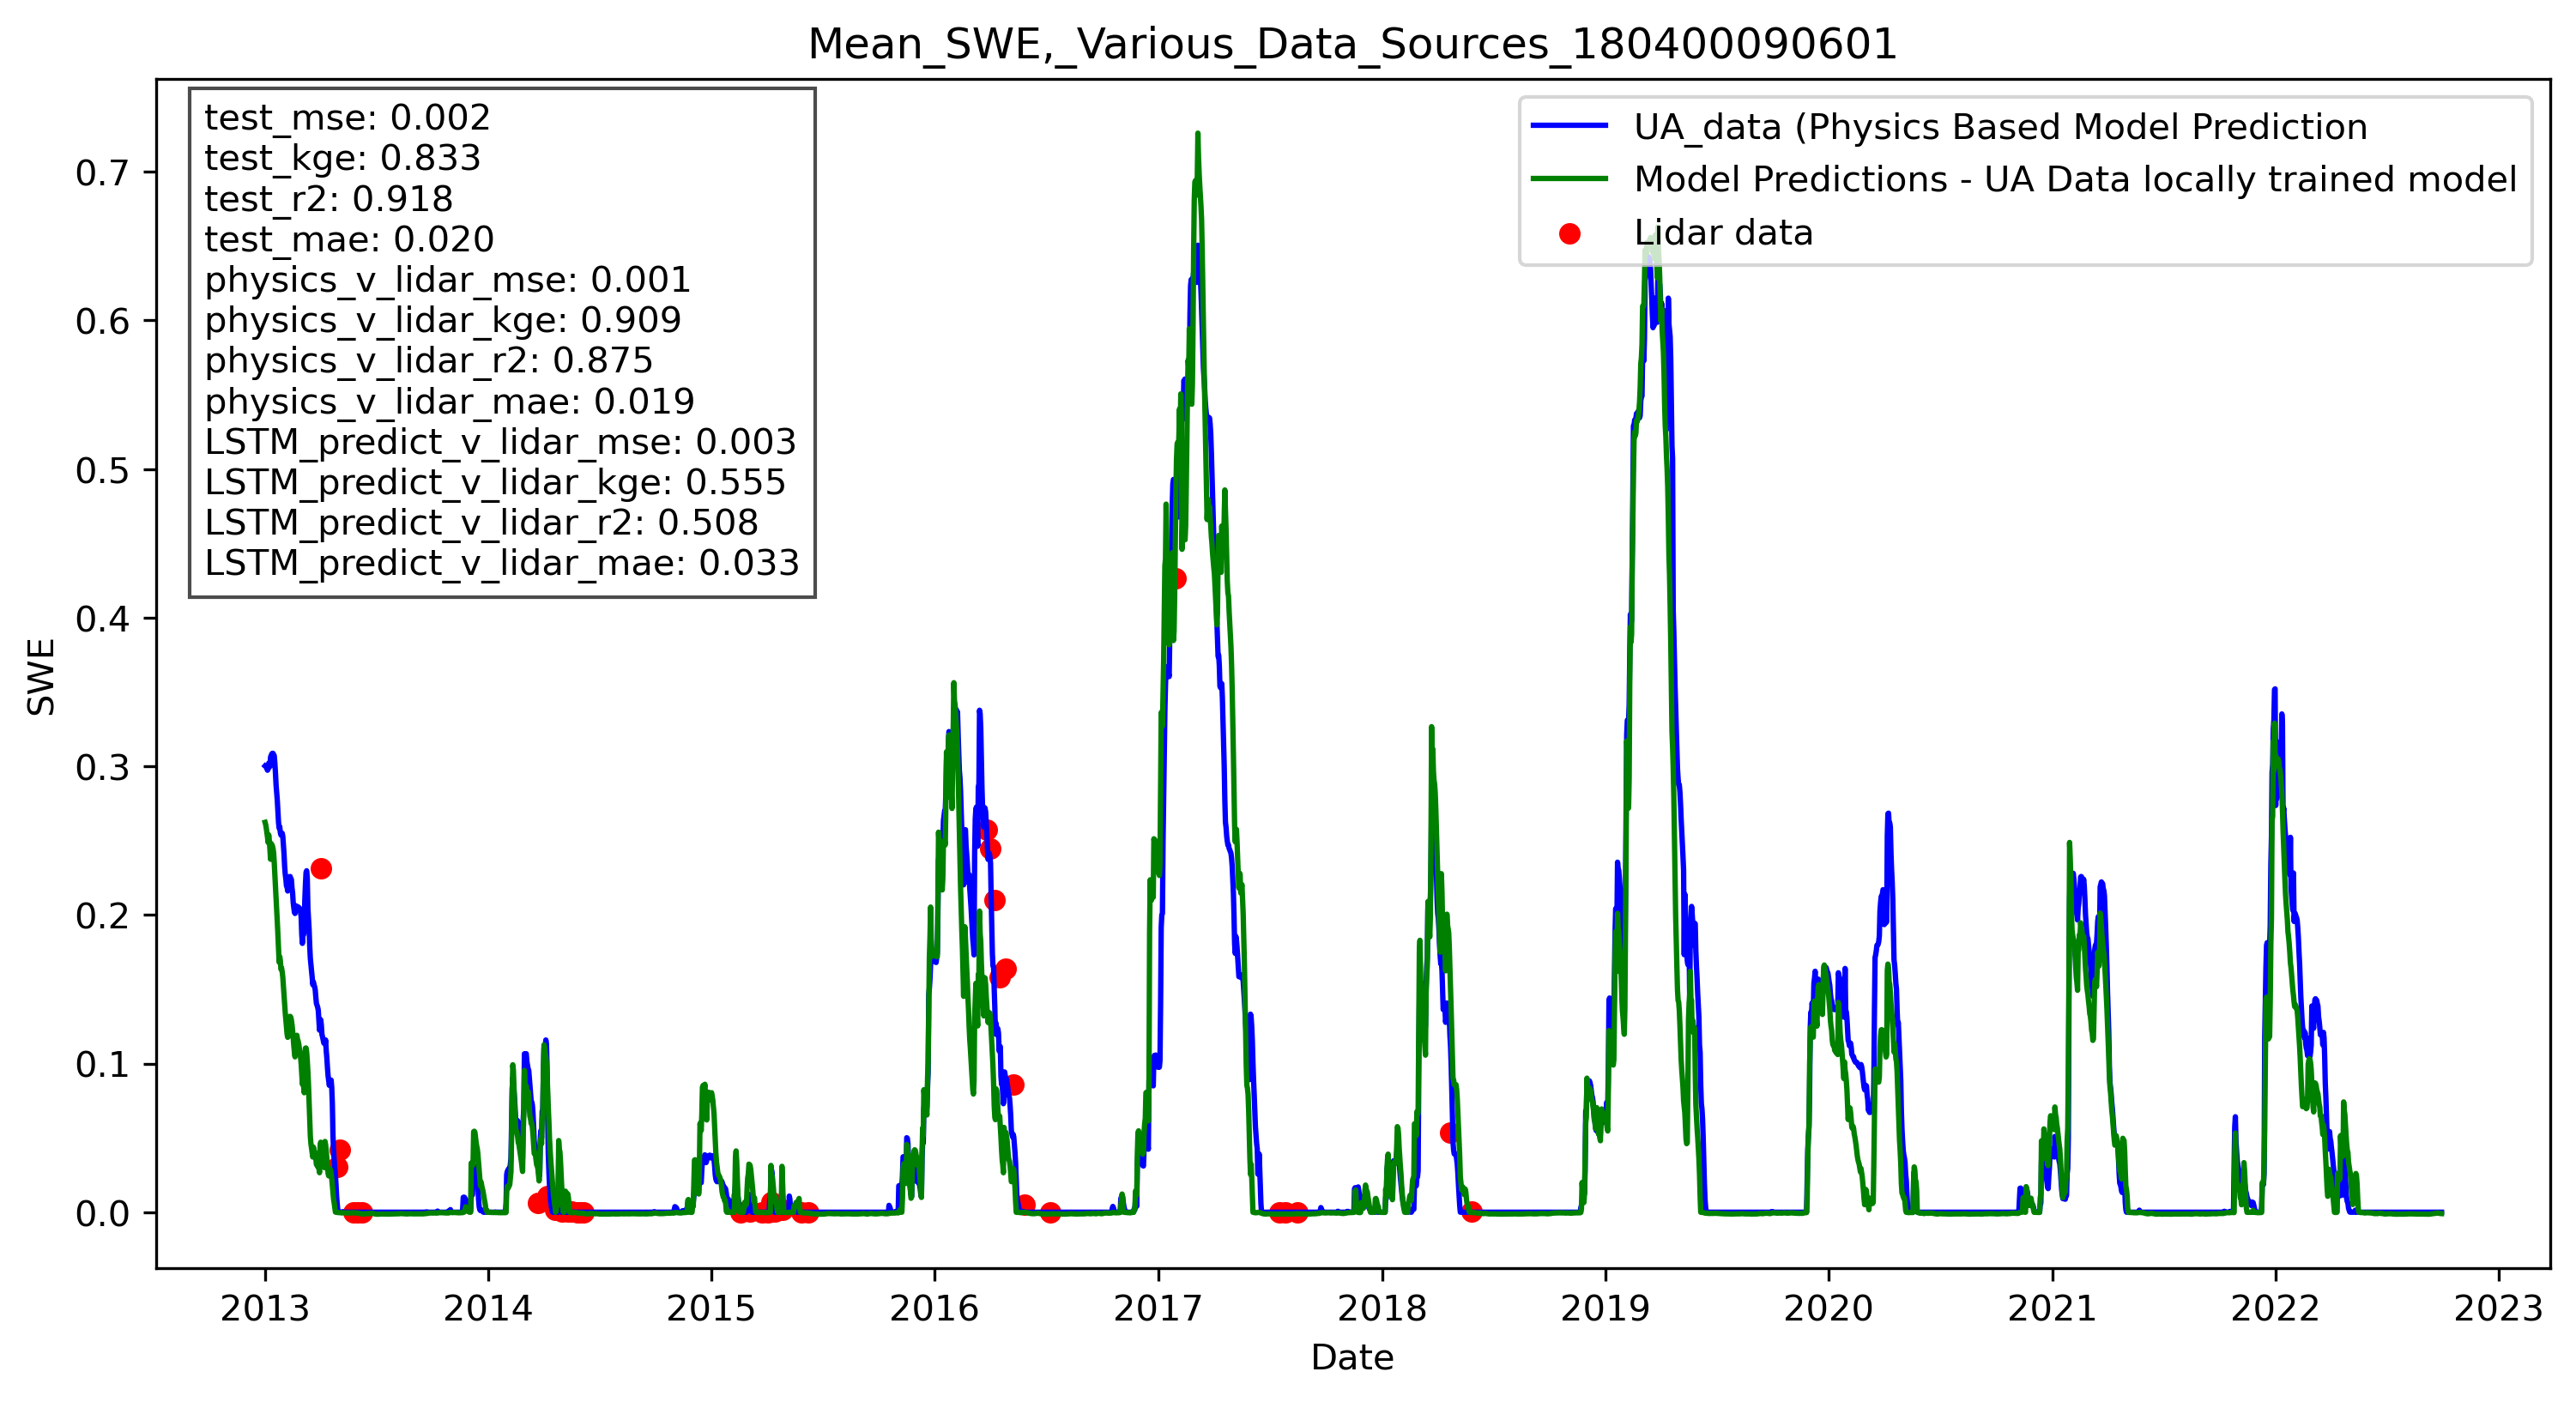 Mean_SWE,_Various_Data_Sources_180400090601
test_mse: 0.002
test_kge: 0.833
test_r2: 0.918
test_mae: 0.020
physics_v_lidar_mse: 0.001
physics_v_lidar_kge: 0.909
physics_v_lidar_r2: 0.875
physics_v_lidar_mae: 0.019
LSTM_predict_v_lidar_mse: 0.003
LSTM_predict_v_lidar_kge: 0.555
LSTM_predict_v_lidar_r2: 0.508
LSTM_predict_v_lidar_mae: 0.033
UA_data (Physics Based Model Prediction
Model Predictions - UA Data locally trained model
Lidar data
SWE
0.7
0.6
0.5
0.4
0.3
0.2
0.1
0.0
2013 2014 2015 2016 2017 2018 2019 2020 2021 2022 2023
Date